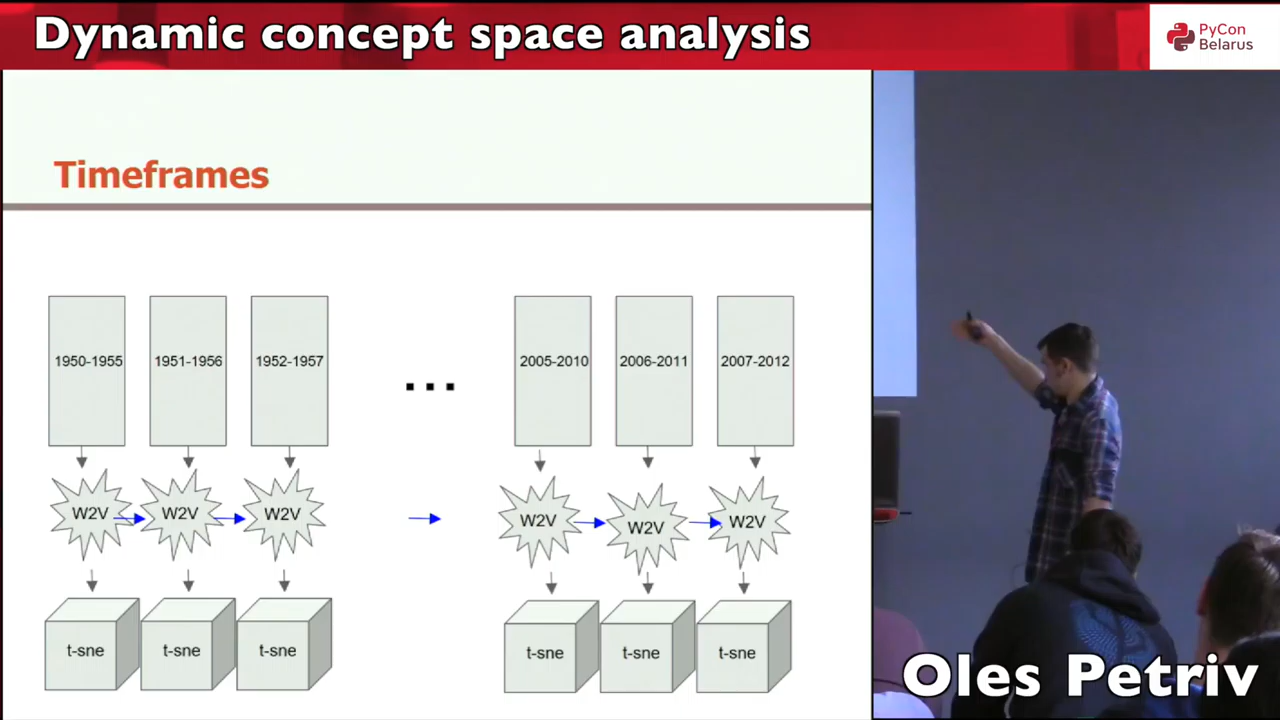 Dynamic concept space analysis
PyCon
Belarus
Timeframes
1950-1955 1951-1956 1952-1957 ... 2005-2010 2006-2011 2007-2012
W2V W2V W2V W2V W2V W2V
t-sne t-sne t-sne t-sne t-sne t-sne
Oles Petriv